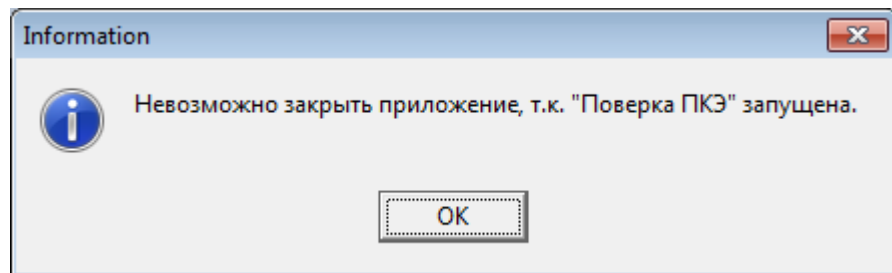 Information
Невозможно закрыть приложение, т.к. "Поверка ПКЭ" запущена.
OK